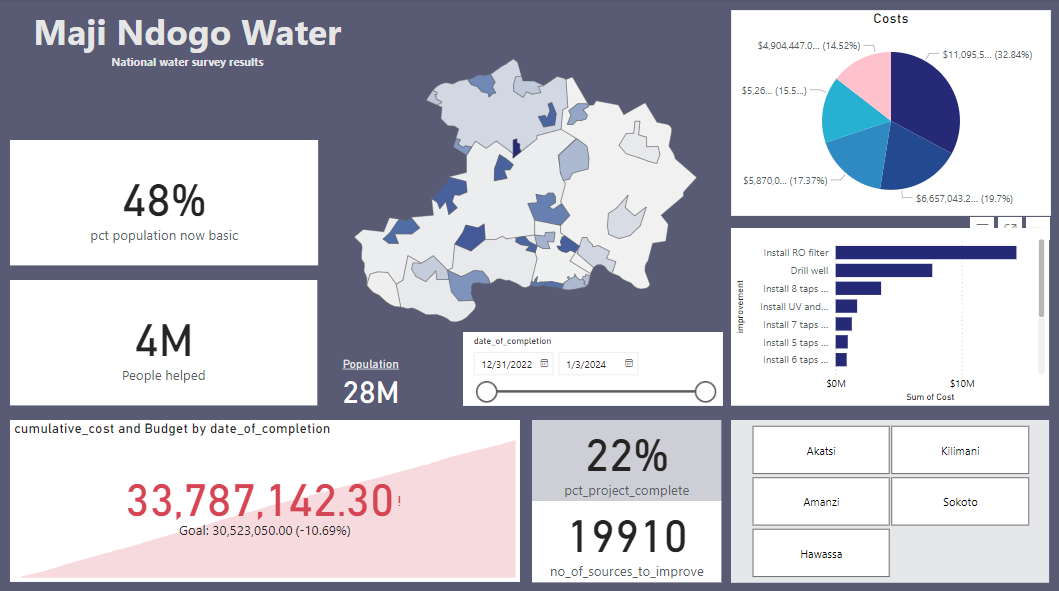 Maji Ndogo Water
National water survey results
48%
pct population now basic
4M
People helped
Population
28M
date_of_completion
12/31/2022
1/3/2024
Costs
$4,904,447.0... (14.52%)
$11,095,5... (32.84%)
$5,26... (15.5...)
$5,870,0... (17.37%)
$6,657,043.2... (19.7%)
improvement
Install RO filter
Drill well
Install 8 taps ...
Install UV and...
Install 7 taps ...
Install 5 taps ...
Install 6 taps ...
$0M
$10M
Sum of Cost
cumulative_cost and Budget by date_of_completion
33,787,142.30 !
Goal: 30,523,050.00 (-10.69%)
22%
pct_project_complete
19910
no_of_sources_to_improve
Akatsi
Kilimani
Amanzi
Sokoto
Hawassa